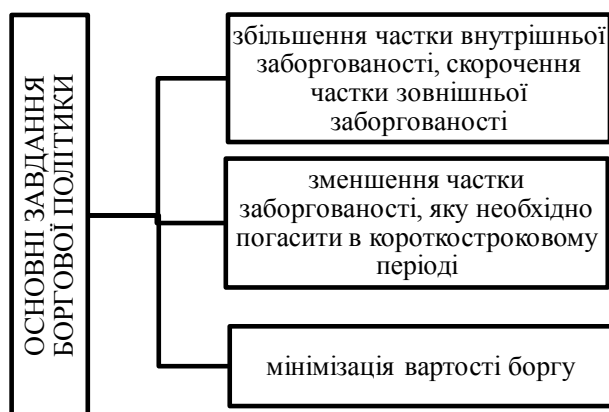 ОСНОВНІ ЗАВДАННЯ
БОРГОВОЇ ПОЛІТИКИ
збільшення частки внутрішньої
заборгованості, скорочення
частки зовнішньої
заборгованості
зменшення частки
заборгованості, яку необхідно
погасити в короткостроковому
періоді
мінімізація вартості боргу